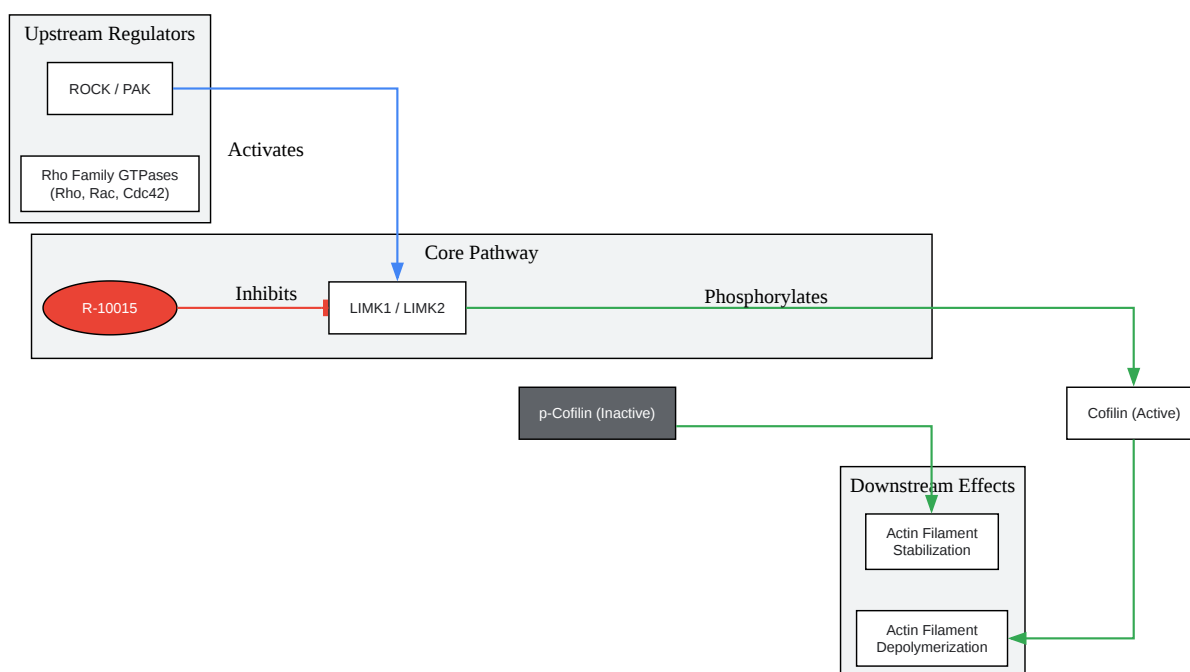 Upstream Regulators
ROCK / PAK
Activates
Rho Family GTPases
(Rho, Rac, Cdc42)
Core Pathway
R-10015
Inhibits
LIMK1 / LIMK2
Phosphorylates
p-Cofilin (Inactive)
Cofilin (Active)
Downstream Effects
Actin Filament
Stabilization
Actin Filament
Depolymerization